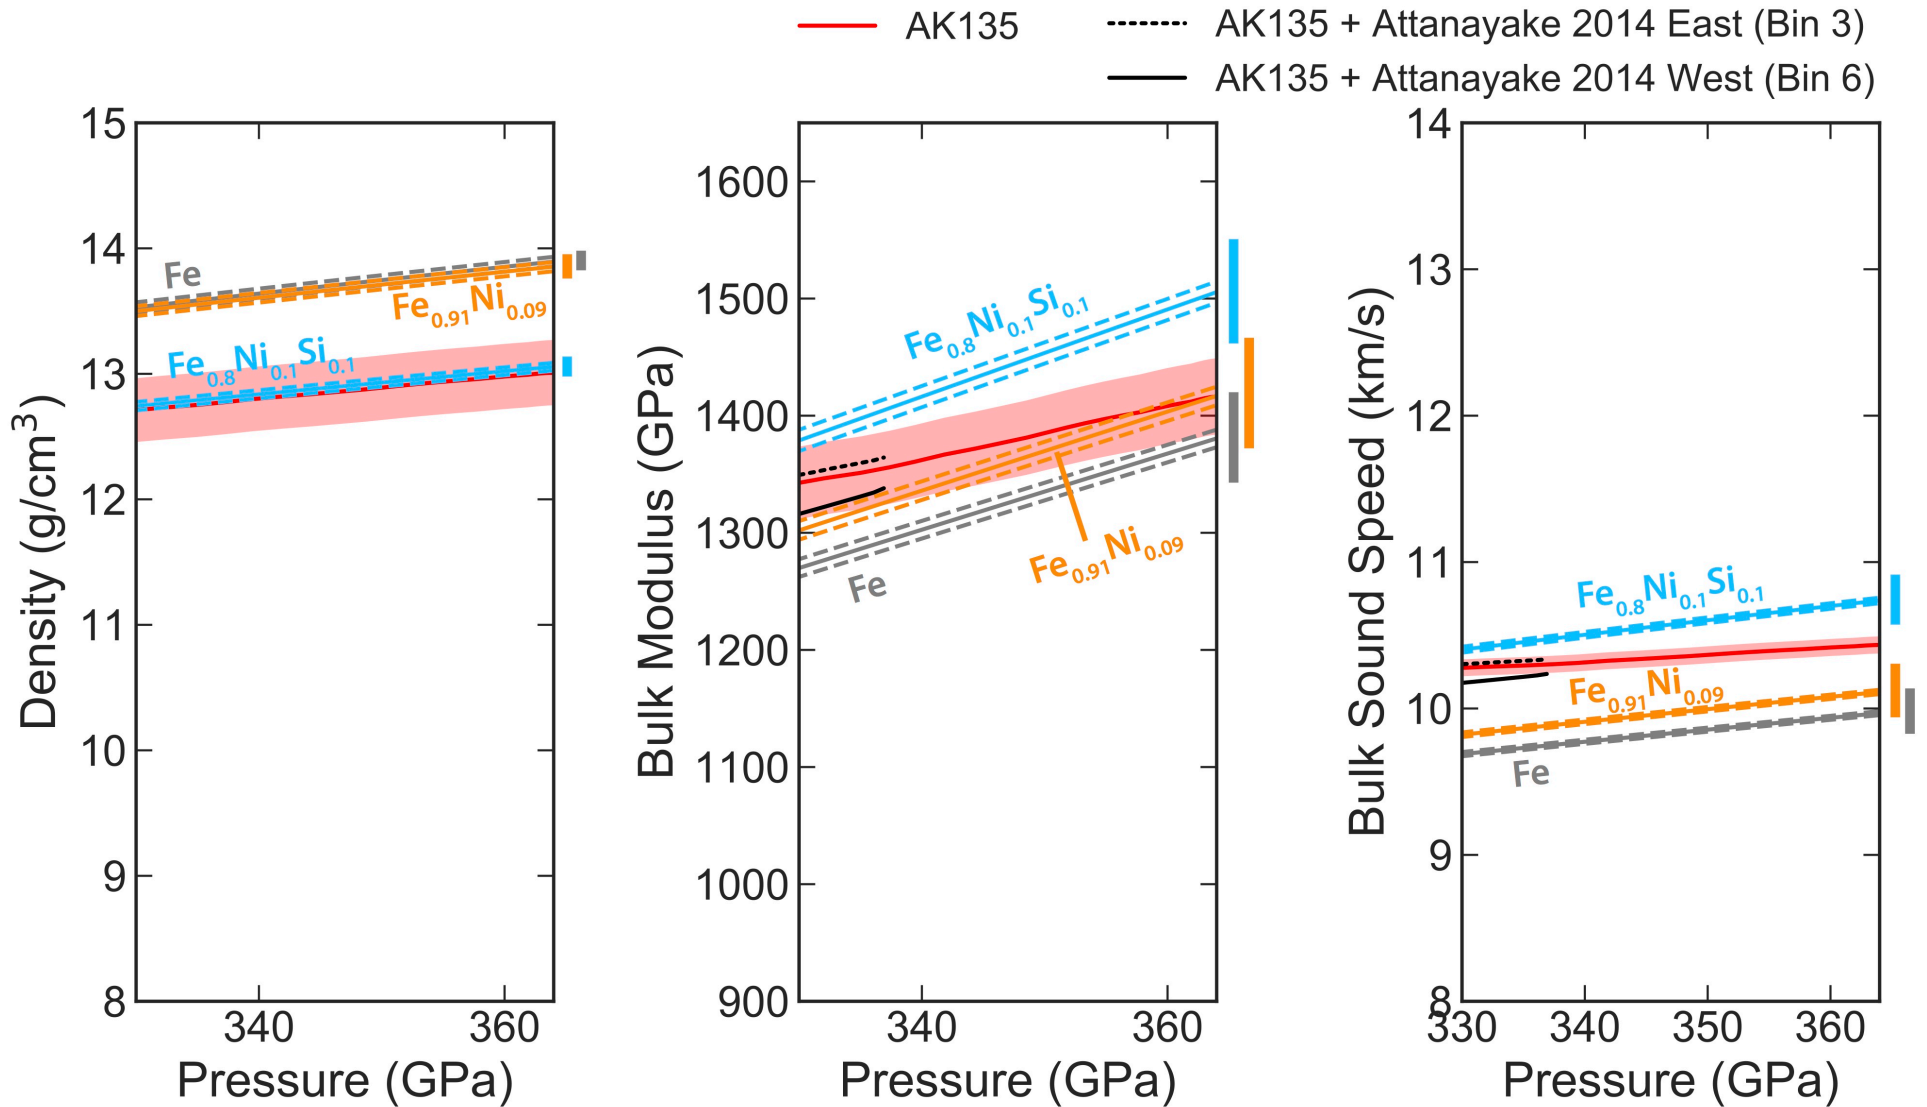 AK135
AK135 + Attanayake 2014 East (Bin 3)
AK135 + Attanayake 2014 West (Bin 6)
Density (g/cm³)
15
14
13
12
11
10
9
8
340
360
Pressure (GPa)
Fe
Fe₀.₉₁Ni₀.₀₉
Fe₀.₈Ni₀.₁Si₀.₁
Bulk Modulus (GPa)
1600
1500
1400
1300
1200
1100
1000
900
340
360
Pressure (GPa)
Fe₀.₈Ni₀.₁Si₀.₁
Fe₀.₉₁Ni₀.₀₉
Fe
Bulk Sound Speed (km/s)
14
13
12
11
10
9
8
330
340
350
360
Pressure (GPa)
Fe₀.₈Ni₀.₁Si₀.₁
Fe₀.₉₁Ni₀.₀₉
Fe